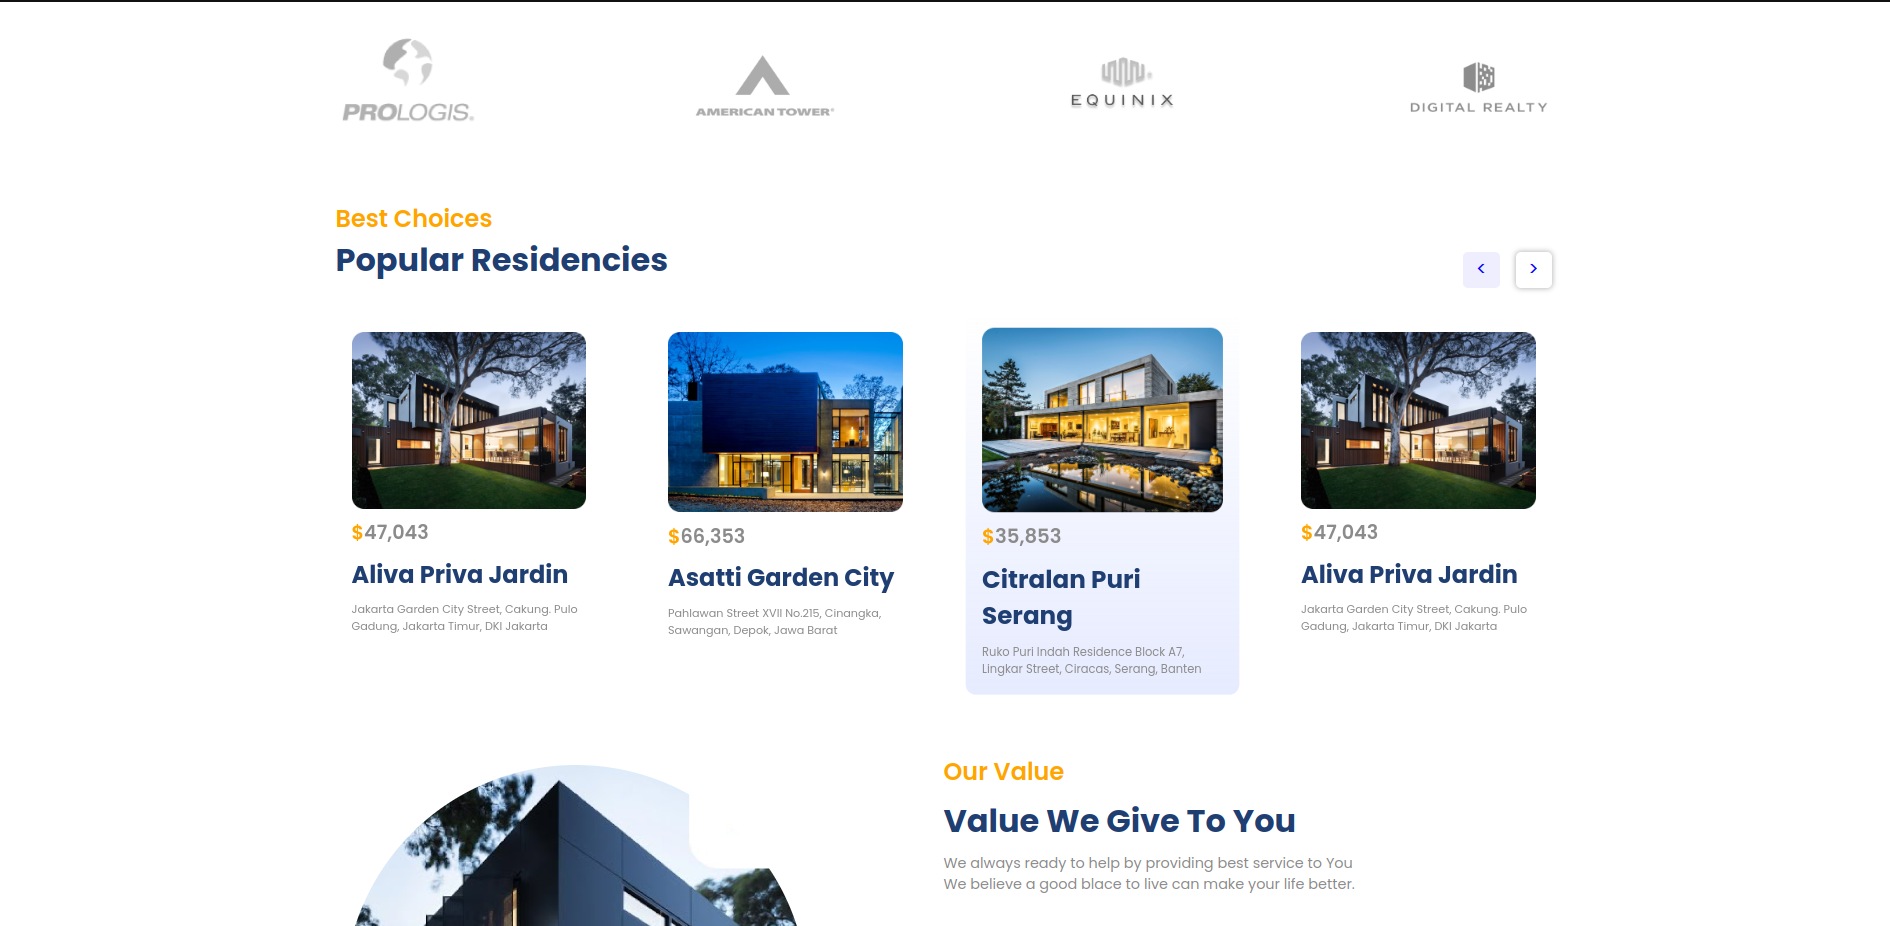 PROLOGIS.
AMERICAN TOWER®
EQUINIX
DIGITAL REALTY
Best Choices
Popular Residencies
<
>
$47,043
Aliva Priva Jardin
Jakarta Garden City Street, Cakung. Pulo
Gadung, Jakarta Timur, DKI Jakarta
$66,353
Asatti Garden City
Pahlawan Street XVII No.215, Cinangka,
Sawangan, Depok, Jawa Barat
$35,853
Citralan Puri
Serang
Ruko Puri Indah Residence Block A7,
Lingkar Street, Ciracas, Serang, Banten
$47,043
Aliva Priva Jardin
Jakarta Garden City Street, Cakung. Pulo
Gadung, Jakarta Timur, DKI Jakarta
Our Value
Value We Give To You
We always ready to help by providing best service to You
We believe a good blace to live can make your life better.